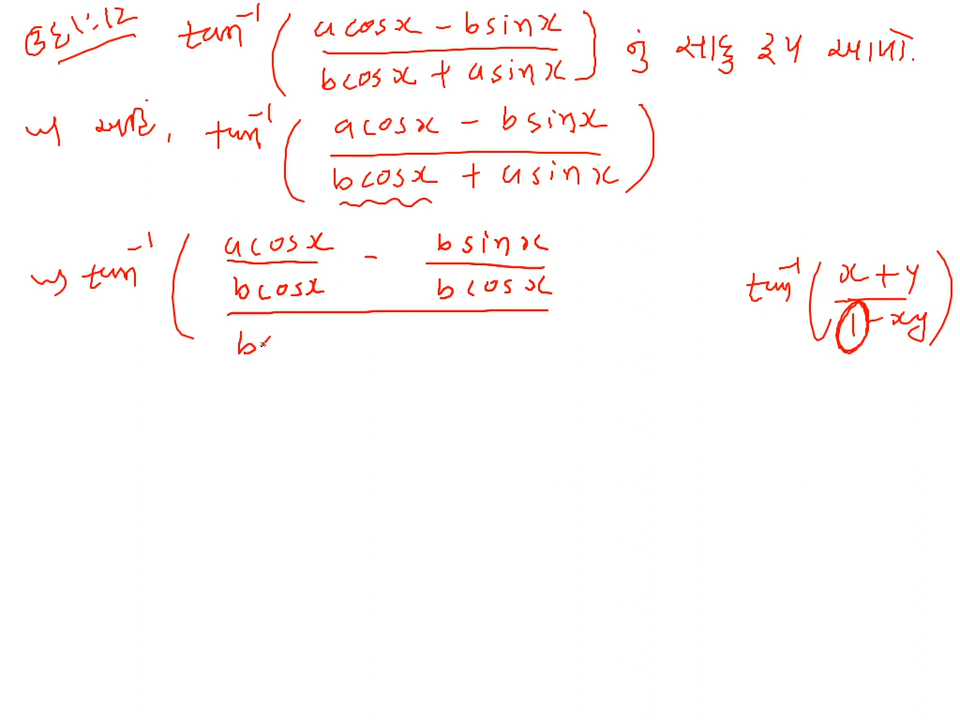 ઉદા : 12 tan⁻¹ ( (a cos x − b sin x) / (b cos x + a sin x) ) નું સાદું રૂપ આપો.
→ અહીં, tan⁻¹ ( (a cos x − b sin x) / (b cos x + a sin x) )
→ tan⁻¹ ( ( (a cos x)/(b cos x) − (b sin x)/(b cos x) ) / b
tan⁻¹ ( (x + y) / (1 − xy) )